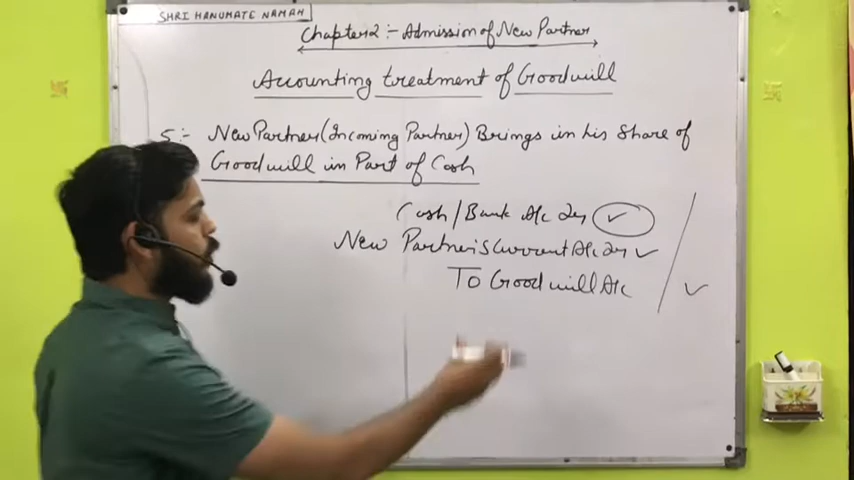 SHRI HANUMATE NAMAH
Chapter 2 :- Admission of New Partner
Accounting treatment of Goodwill
5:- New Partner (Incoming Partner) Brings in his Share of
Goodwill in Part of Cash
Cash / Bank A/c Dr ✓
New Partner's Current A/c Dr ✓
To Goodwill A/c ✓